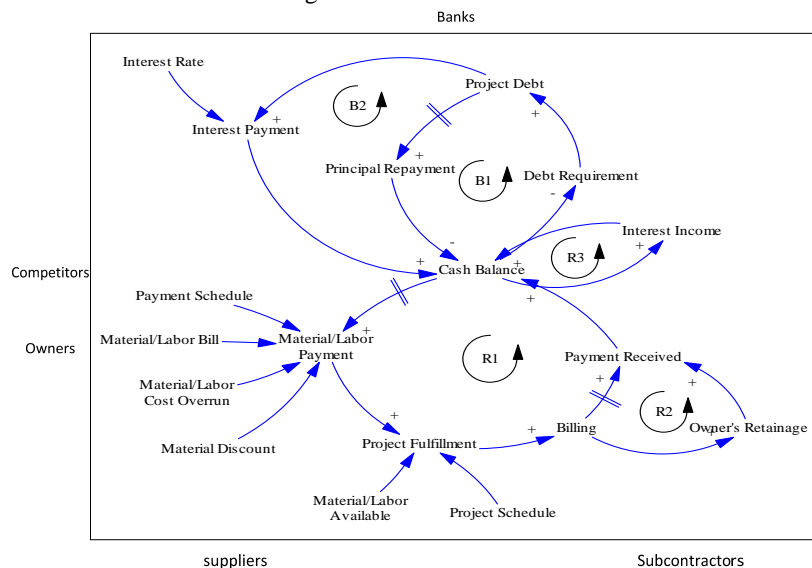 Banks
Interest Rate
Project Debt
B2
+
+
Interest Payment
+
Principal Repayment
B1
Debt Requirement
-
Interest Income
-
+
R3
+
+
Competitors
Cash Balance
+
Payment Schedule
+
Material/Labor Bill
Material/Labor
Payment
Owners
R1
Payment Received
Material/Labor
Cost Overrun
+
+
R2
+
Material Discount
Project Fulfillment
+
Billing
+
Owner's Retainage
Material/Labor
Available
Project Schedule
suppliers
Subcontractors